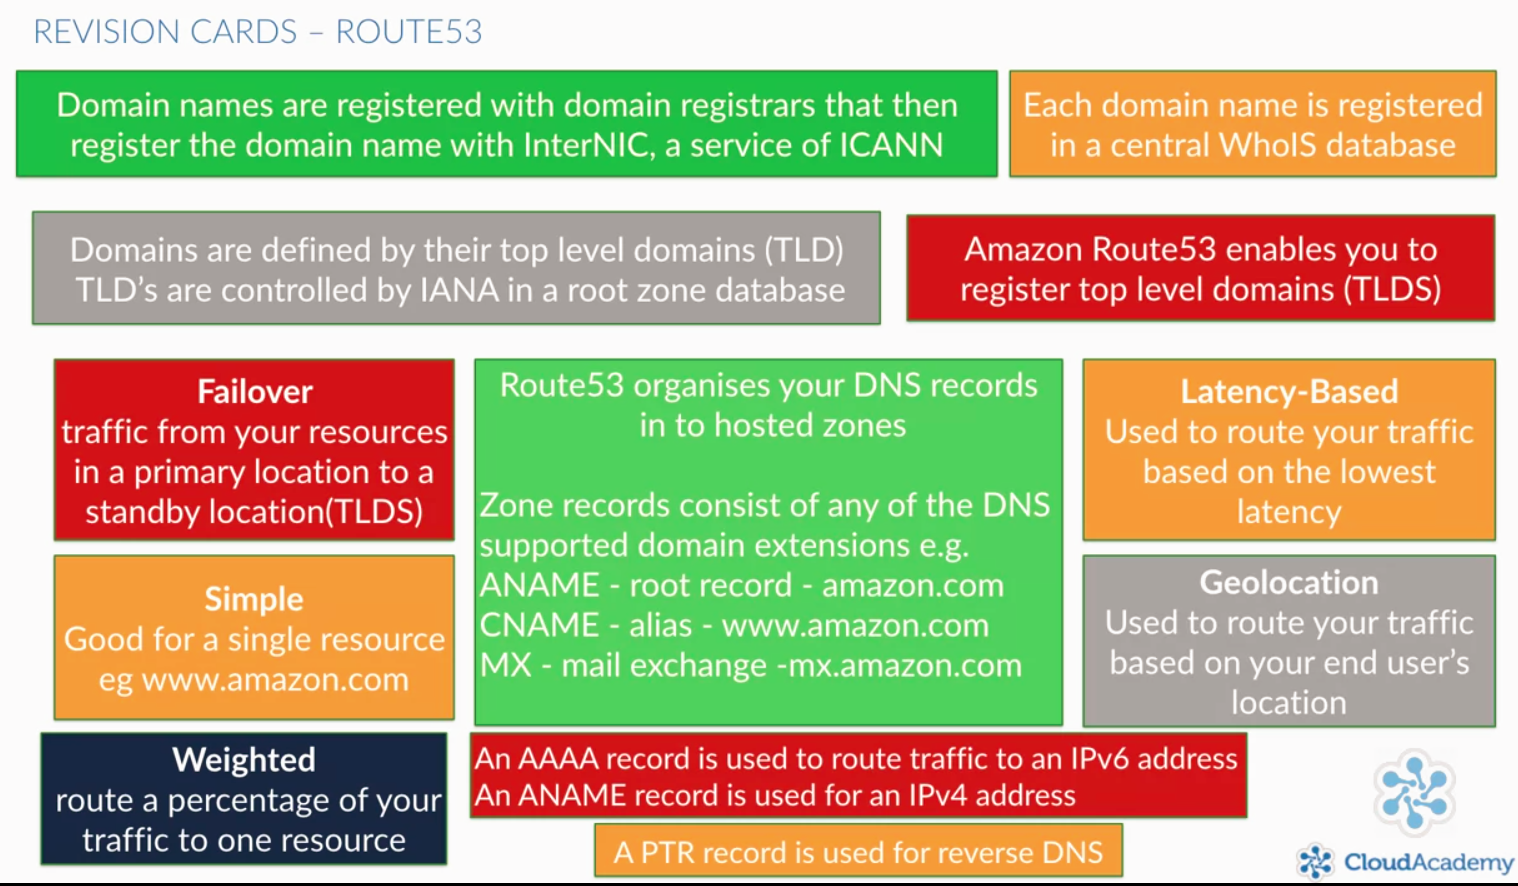 REVISION CARDS – ROUTE53
Domain names are registered with domain registrars that then
register the domain name with InterNIC, a service of ICANN
Each domain name is registered
in a central WhoIS database
Domains are defined by their top level domains (TLD)
TLD’s are controlled by IANA in a root zone database
Amazon Route53 enables you to
register top level domains (TLDS)
Failover
traffic from your resources
in a primary location to a
standby location(TLDS)
Route53 organises your DNS records
in to hosted zones
Zone records consist of any of the DNS
supported domain extensions e.g.
ANAME - root record - amazon.com
CNAME - alias - www.amazon.com
MX - mail exchange -mx.amazon.com
Latency-Based
Used to route your traffic
based on the lowest
latency
Simple
Good for a single resource
eg www.amazon.com
Geolocation
Used to route your traffic
based on your end user’s
location
Weighted
route a percentage of your
traffic to one resource
An AAAA record is used to route traffic to an IPv6 address
An ANAME record is used for an IPv4 address
A PTR record is used for reverse DNS
CloudAcademy